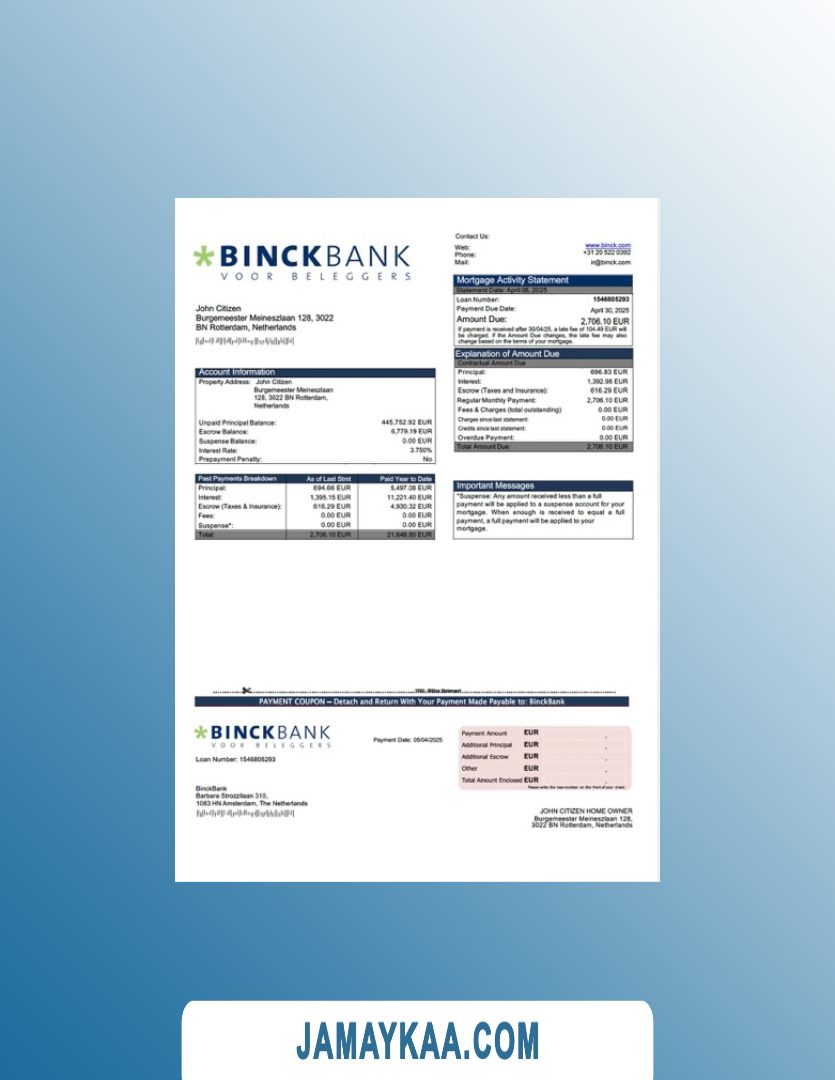 BINCKBANK
VOOR BELEGGERS
Contact Us:
Web: www.binck.com
Phone: +31 20 522 0392
Mail: ir@binck.com
Mortgage Activity Statement
Statement Date: April 05, 2025
Loan Number: 1546805293
Payment Due Date: April 30, 2025
Amount Due: 2,706.10 EUR
If payment is received after 30/04/25, a late fee of 104.49 EUR will
be charged. If the Amount Due changes, the late fee may also
change based on the terms of your mortgage.
John Citizen
Burgemeester Meineszlaan 128, 3022
BN Rotterdam, Netherlands
Explanation of Amount Due
Contractual Amount Due
Principal: 696.83 EUR
Interest: 1,392.98 EUR
Escrow (Taxes and Insurance): 616.29 EUR
Regular Monthly Payment: 2,706.10 EUR
Fees & Charges (total outstanding) 0.00 EUR
Charges since last statement: 0.00 EUR
Credits since last statement: 0.00 EUR
Overdue Payment: 0.00 EUR
Total Amount Due: 2,706.10 EUR
Account Information
Property Address: John Citizen
Burgemeester Meineszlaan
128, 3022 BN Rotterdam,
Netherlands
Unpaid Principal Balance: 445,752.92 EUR
Escrow Balance: 6,779.19 EUR
Suspense Balance: 0.00 EUR
Interest Rate: 3.750%
Prepayment Penalty: No
Past Payments Breakdown As of Last Stmt Paid Year to Date
Principal: 694.66 EUR 5,497.08 EUR
Interest: 1,395.15 EUR 11,221.40 EUR
Escrow (Taxes & Insurance): 616.29 EUR 4,930.32 EUR
Fees: 0.00 EUR 0.00 EUR
Suspense*: 0.00 EUR 0.00 EUR
Total: 2,706.10 EUR 21,648.80 EUR
Important Messages
*Suspense: Any amount received less than a full
payment will be applied to a suspense account for your
mortgage. When enough is received to equal a full
payment, a full payment will be applied to your
mortgage.
PAYMENT COUPON – Detach and Return With Your Payment Made Payable to: BinckBank
BINCKBANK
VOOR BELEGGERS
Payment Date: 05/04/2025
Loan Number: 1546805293
Payment Amount EUR
Additional Principal EUR
Additional Escrow EUR
Other EUR
Total Amount Enclosed EUR
Please write the loan number on the front of your check.
BinckBank
Barbara Strozzilaan 310,
1083 HN Amsterdam, The Netherlands
JOHN CITIZEN HOME OWNER
Burgemeester Meineszlaan 128,
3022 BN Rotterdam, Netherlands
JAMAYKAA.COM